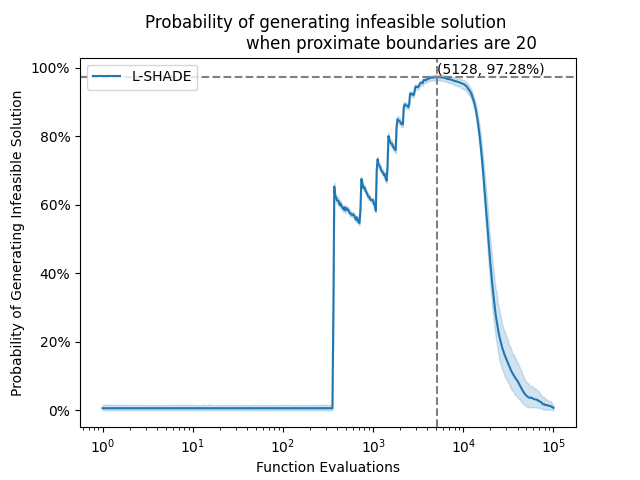 Probability of generating infeasible solution
when proximate boundaries are 20
L-SHADE
(5128, 97.28%)
Probability of Generating Infeasible Solution
100%
80%
60%
40%
20%
0%
10⁰
10¹
10²
10³
10⁴
10⁵
Function Evaluations